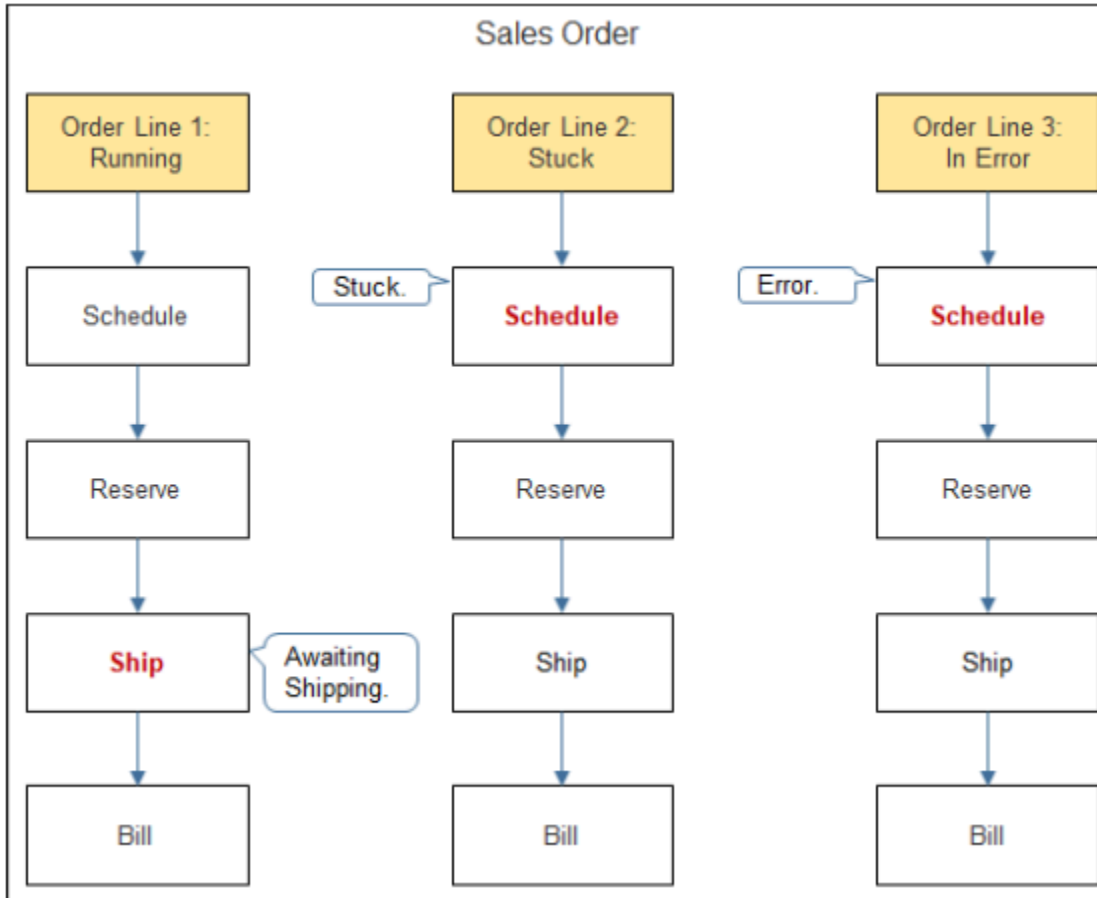 Sales Order
Order Line 1:
Running
Order Line 2:
Stuck
Order Line 3:
In Error
Schedule
Stuck.
Schedule
Error.
Schedule
Reserve
Reserve
Reserve
Ship
Awaiting
Shipping.
Ship
Ship
Bill
Bill
Bill